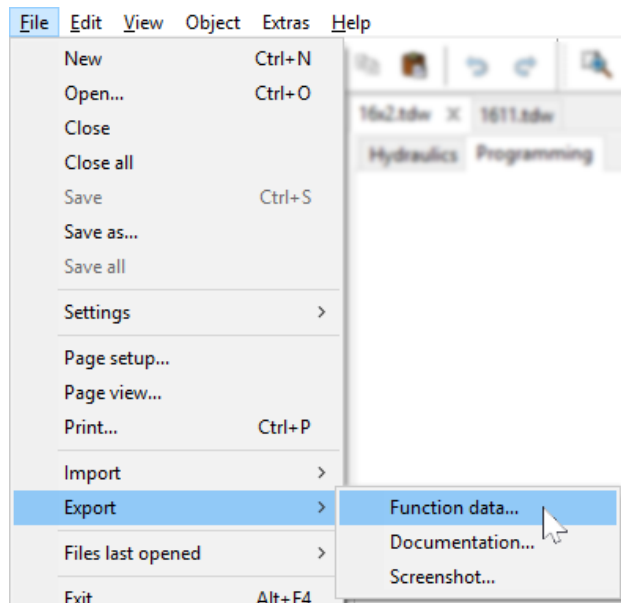 File Edit View Object Extras Help
New Ctrl+N
Open... Ctrl+O
Close
Close all
Save Ctrl+S
Save as...
Save all
Settings >
Page setup...
Page view...
Print... Ctrl+P
Import >
Export >
Files last opened >
Exit Alt+F4
16x2.tdw X 1611.tdw
Hydraulics Programming
Function data...
Documentation...
Screenshot...